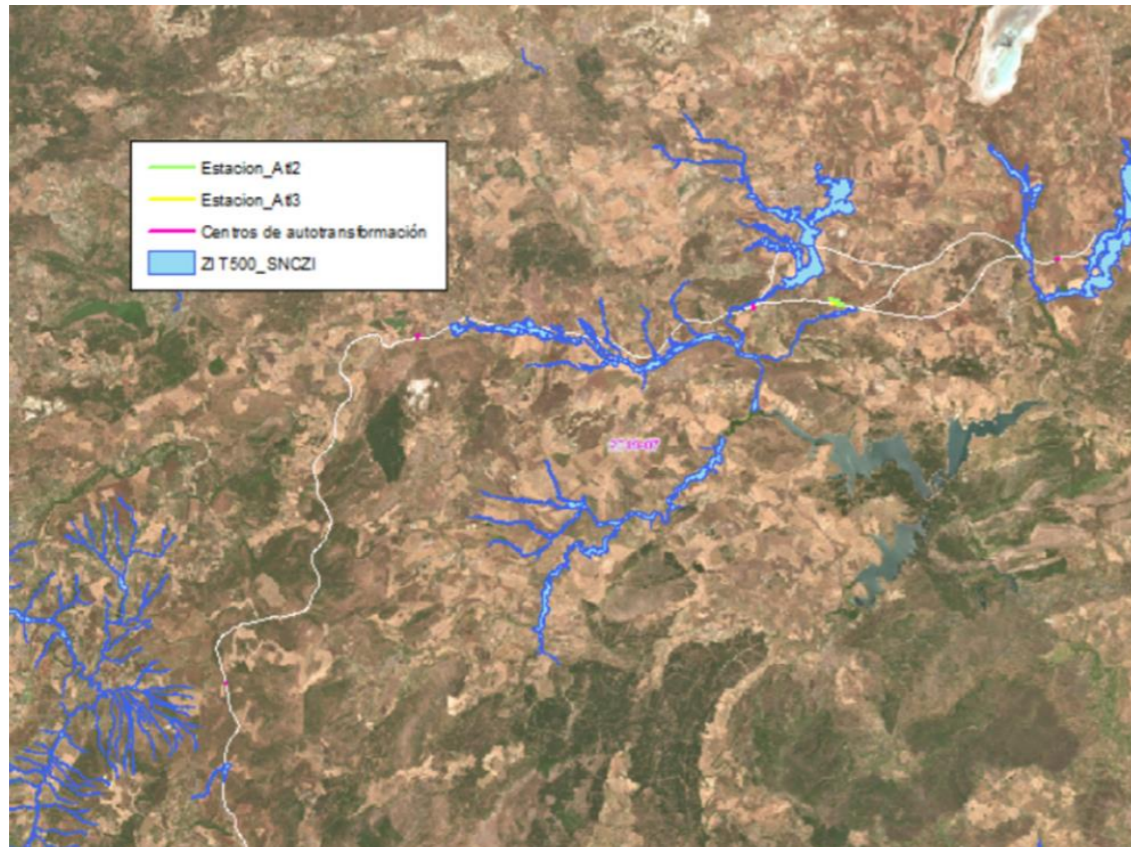 Estacion_Atl2
Estacion_Atl3
Centros de autotransformación
ZI T500_SNCZI